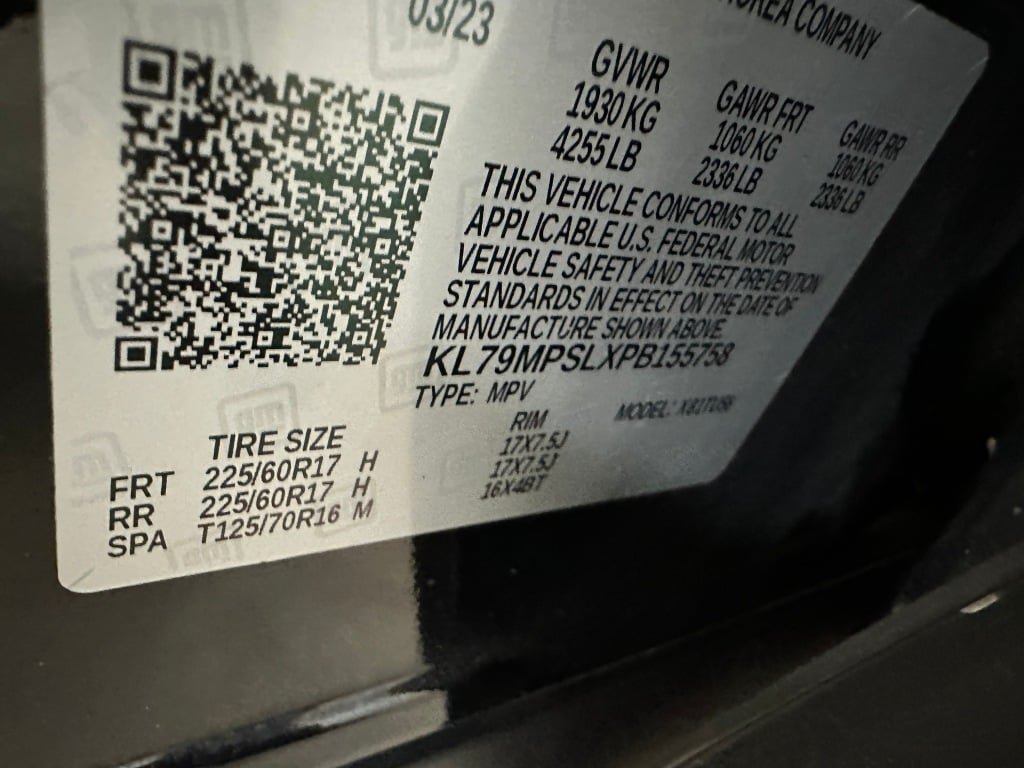 03/23
KOREA COMPANY
GVWR GAWR FRT GAWR RR
1930 KG 1060 KG 1060 KG
4255 LB 2336 LB 2336 LB
THIS VEHICLE CONFORMS TO ALL
APPLICABLE U.S. FEDERAL MOTOR
VEHICLE SAFETY AND THEFT PREVENTION
STANDARDS IN EFFECT ON THE DATE OF
MANUFACTURE SHOWN ABOVE.
KL79MPSLXPB155758
TYPE: MPV MODEL:
TIRE SIZE RIM
FRT 225/60R17 H 17X7.5J
RR 225/60R17 H 17X7.5J
SPA T125/70R16 M 16X4BT